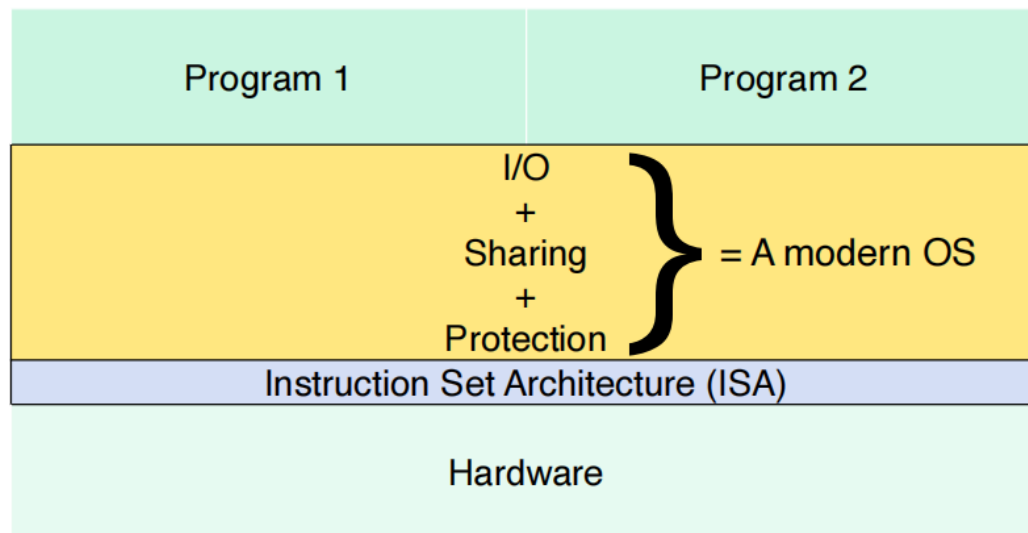 Program 1
Program 2
I/O
+
Sharing
+
Protection
= A modern OS
Instruction Set Architecture (ISA)
Hardware